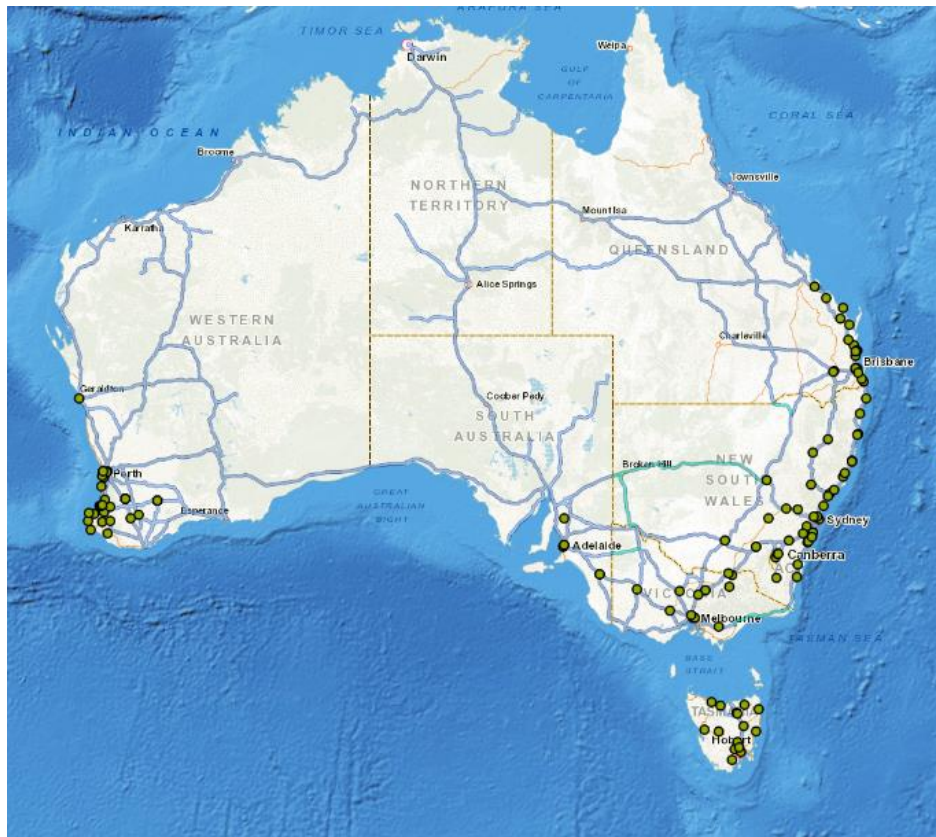 ARAFURA SEA
TIMOR SEA
Darwin
Weipa
GULF
OF
CARPENTARIA
CORAL SEA
INDIAN OCEAN
Broome
NORTHERN
TERRITORY
Townsville
Mount Isa
Karratha
QUEENSLAND
Alice Springs
WESTERN
AUSTRALIA
Charleville
Brisbane
Geraldton
Coober Pedy
SOUTH
AUSTRALIA
Broken Hill
NEW
SOUTH
WALES
Perth
GREAT
AUSTRALIAN
BIGHT
Esperance
Sydney
Adelaide
Canberra
VICTORIA
Melbourne
TASMAN SEA
BASS
STRAIT
Hobart